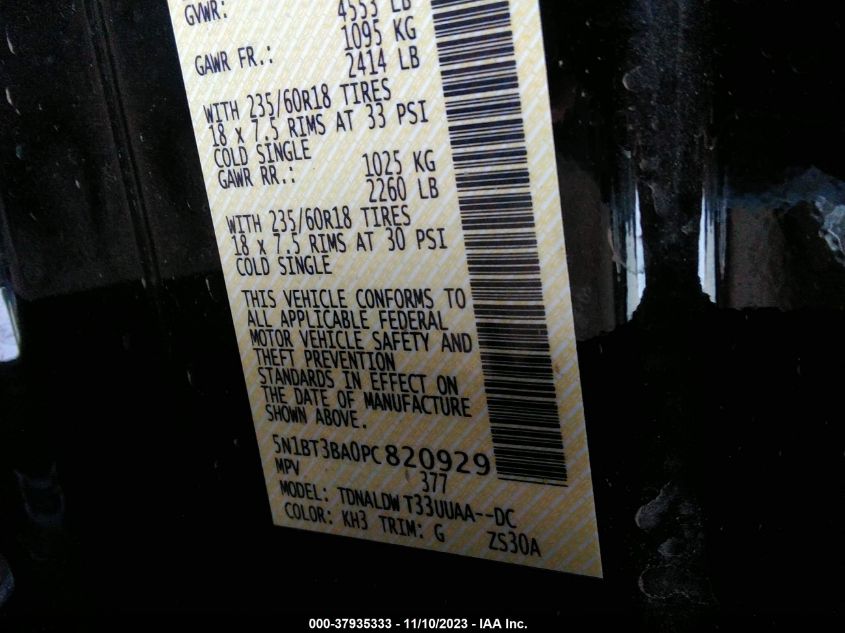 GVWR: 4553 LB
1095 KG
GAWR FR.: 2414 LB
WITH 235/60R18 TIRES
18 x 7.5 RIMS AT 33 PSI
COLD SINGLE
GAWR RR.: 1025 KG
2260 LB
WITH 235/60R18 TIRES
18 x 7.5 RIMS AT 30 PSI
COLD SINGLE
THIS VEHICLE CONFORMS TO
ALL APPLICABLE FEDERAL
MOTOR VEHICLE SAFETY AND
THEFT PREVENTION
STANDARDS IN EFFECT ON
THE DATE OF MANUFACTURE
SHOWN ABOVE.
5N1BT3BA0PC820929
MPV 377
MODEL: TDNALDW T33UUAA--DC
COLOR: KH3 TRIM: G ZS30A
000-37935333 - 11/10/2023 - IAA Inc.